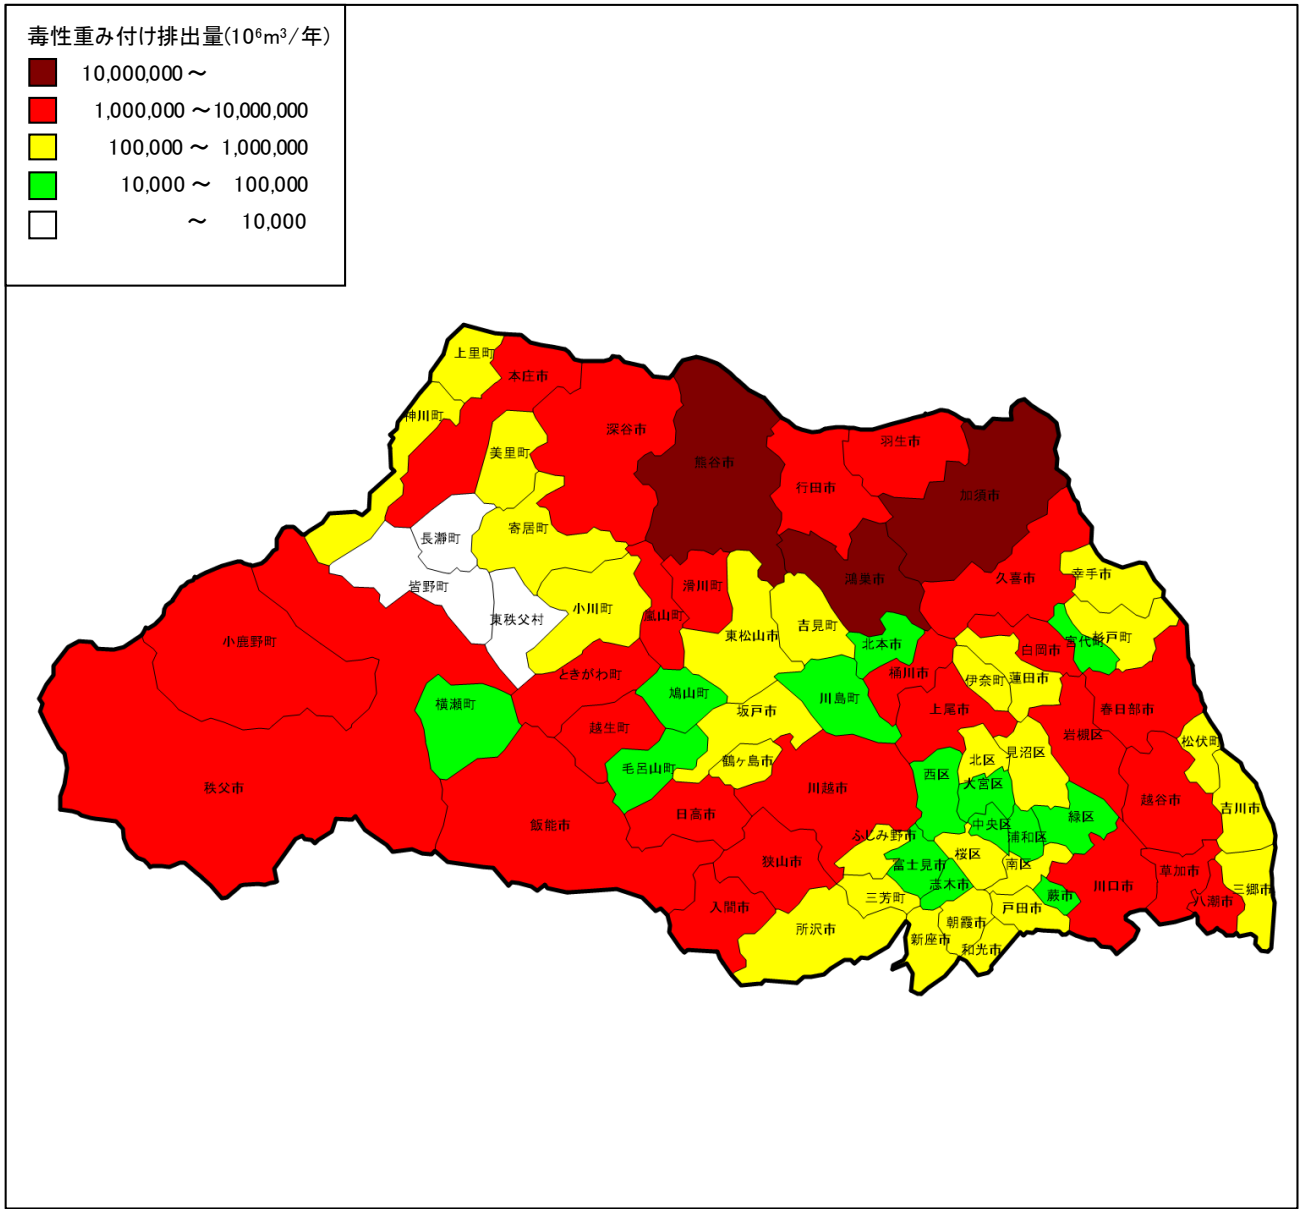 毒性重み付け排出量(10⁶m³/年)
10,000,000～
1,000,000～10,000,000
100,000～ 1,000,000
10,000～ 100,000
～ 10,000
上里町
本庄市
神川町
深谷市
羽生市
美里町
熊谷市
行田市
加須市
寄居町
長瀞町
皆野町
滑川町
鴻巣市
久喜市
幸手市
小川町
嵐山町
東秩父村
東松山市
吉見町
小鹿野町
北本市
宮代町
杉戸町
白岡市
ときがわ町
桶川市
伊奈町
蓮田市
鳩山町
川島町
横瀬町
坂戸市
上尾市
春日部市
越生町
岩槻区
松伏町
見沼区
北区
鶴ヶ島市
毛呂山町
西区
大宮区
秩父市
川越市
越谷市
吉川市
日高市
緑区
飯能市
中央区
ふしみ野市
浦和区
桜区
狭山市
富士見市
南区
草加市
志木市
川口市
三郷市
蕨市
三芳町
八潮市
入間市
戸田市
朝霞市
所沢市
新座市
和光市